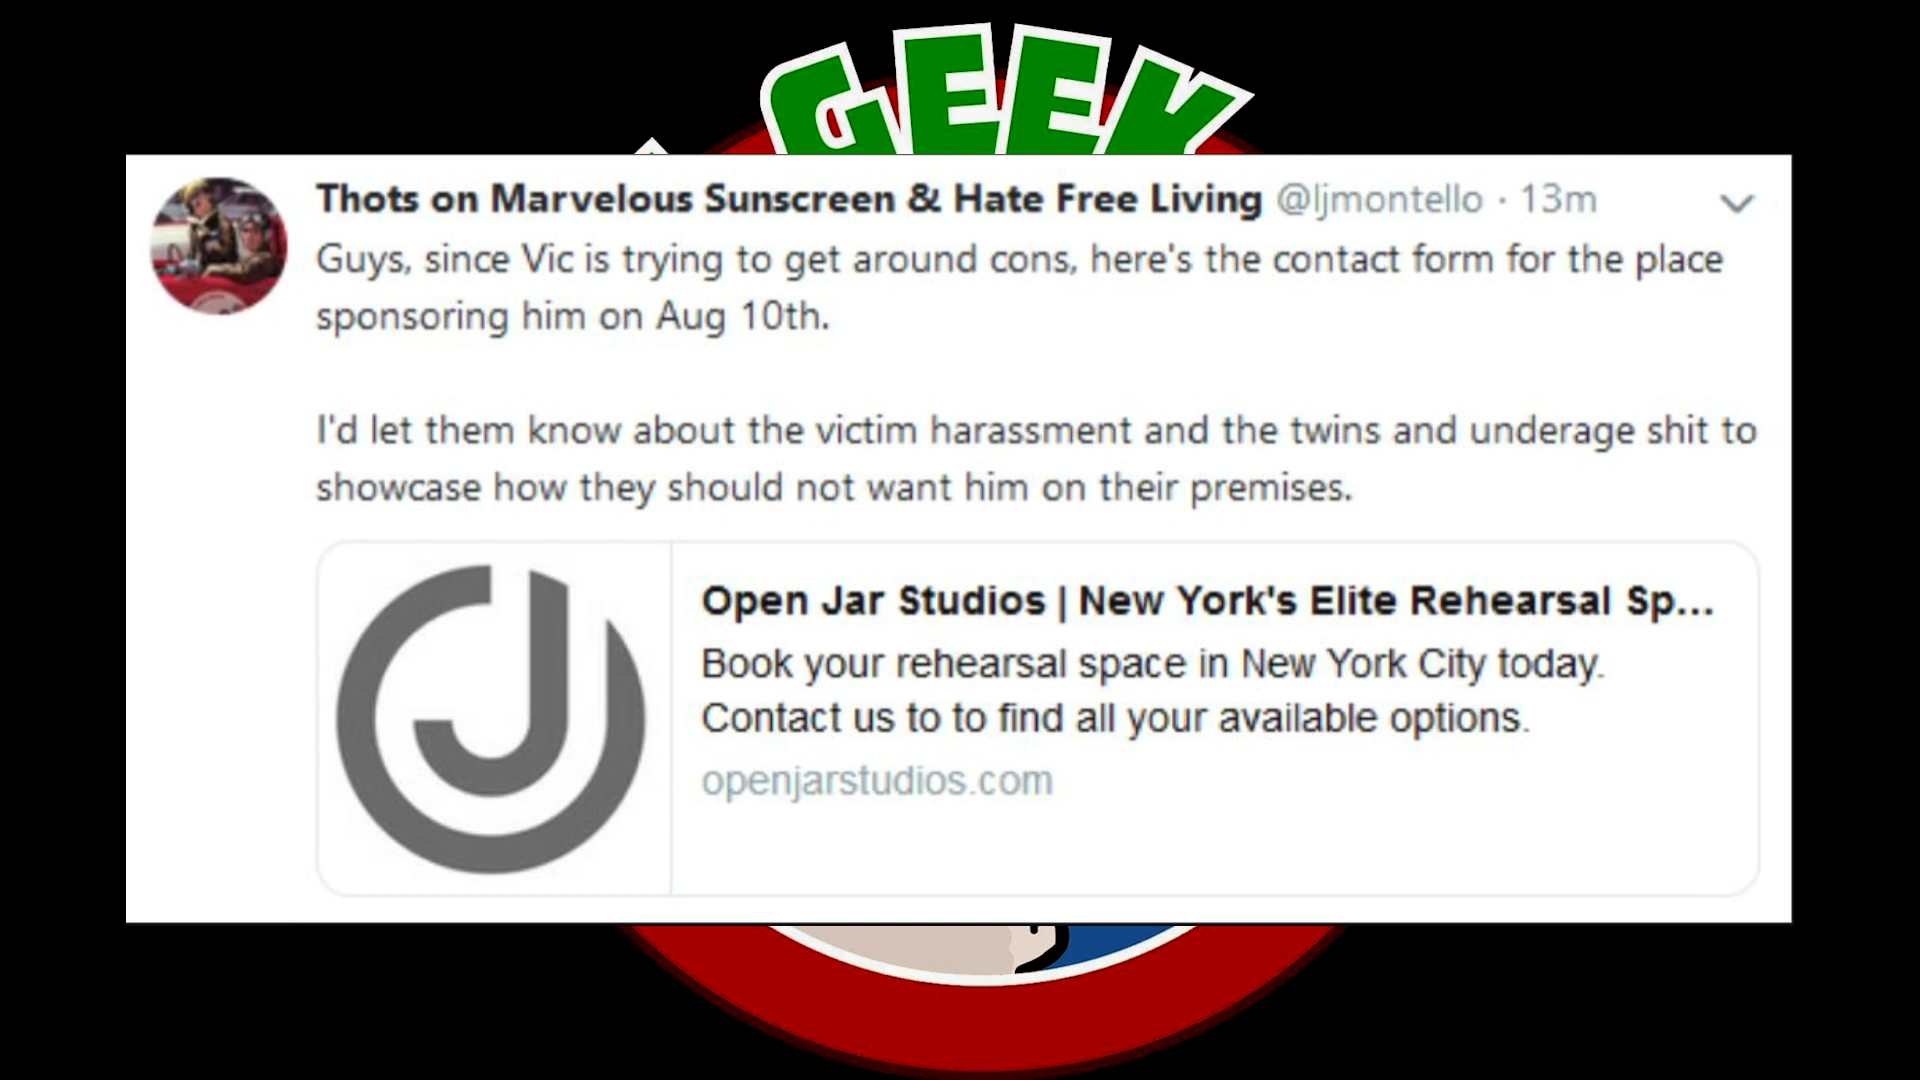 GEEK
Thots on Marvelous Sunscreen & Hate Free Living @ljmontello · 13m
Guys, since Vic is trying to get around cons, here's the contact form for the place
sponsoring him on Aug 10th.
I'd let them know about the victim harassment and the twins and underage shit to
showcase how they should not want him on their premises.
Open Jar Studios | New York's Elite Rehearsal Sp...
Book your rehearsal space in New York City today.
Contact us to to find all your available options.
openjarstudios.com